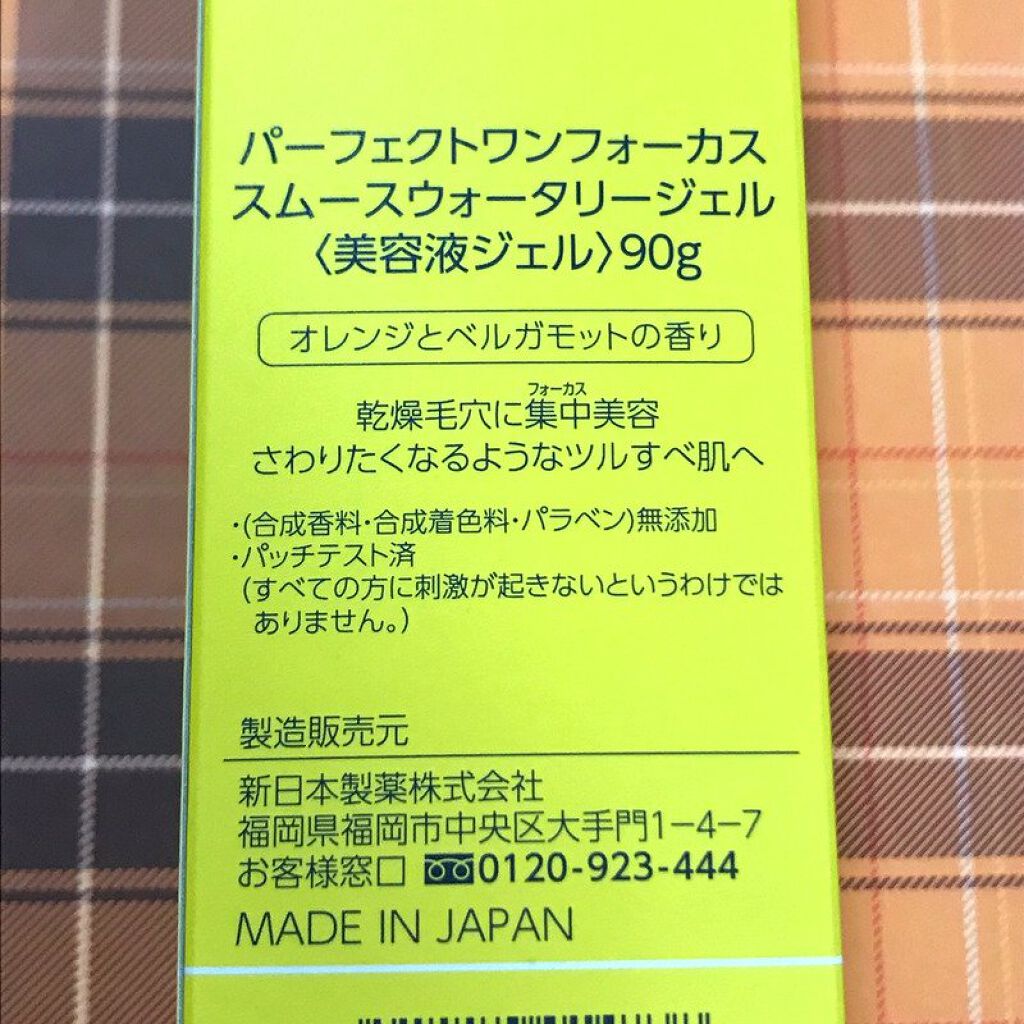 パーフェクトワンフォーカス
スムースウォータリージェル
〈美容液ジェル〉90g
オレンジとベルガモットの香り
フォーカス
乾燥毛穴に集中美容
さわりたくなるようなツルすべ肌へ
・(合成香料・合成着色料・パラベン)無添加
・パッチテスト済
(すべての方に刺激が起きないというわけでは
ありません。)
製造販売元
新日本製薬株式会社
福岡県福岡市中央区大手門1-4-7
お客様窓口 0120-923-444
MADE IN JAPAN